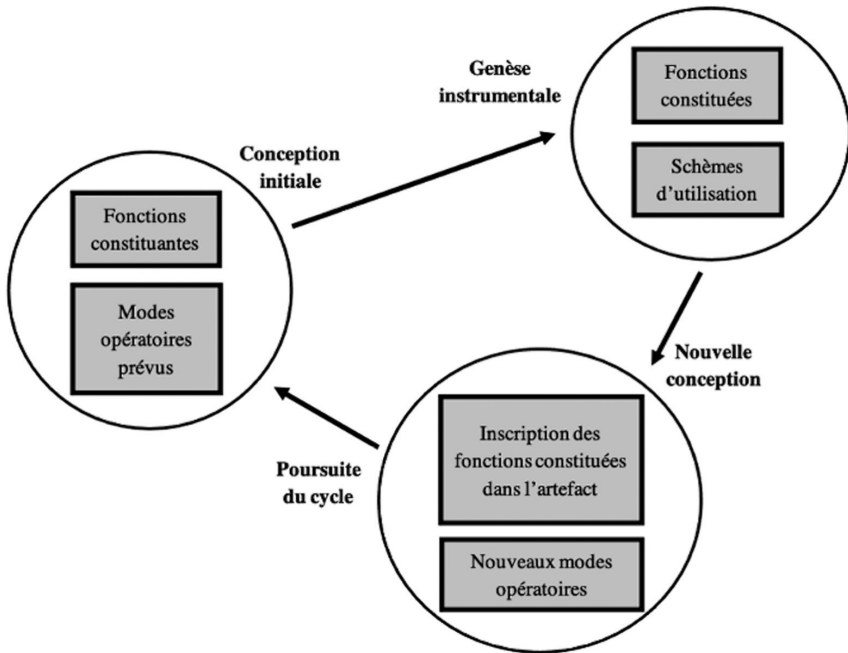 Conception
initiale
Fonctions
constituantes
Modes
opératoires
prévus
Genèse
instrumentale
Fonctions
constituées
Schèmes
d’utilisation
Nouvelle
conception
Inscription des
fonctions constituées
dans l’artefact
Nouveaux modes
opératoires
Poursuite
du cycle